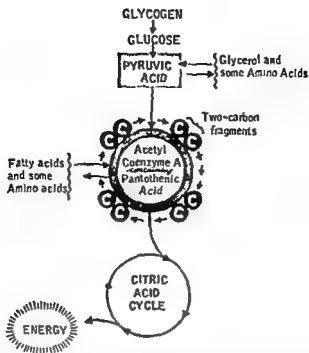 GLYCOGEN
GLUCOSE
PYRUVIC
ACID
Glycerol and
some Amino Acids
Two-carbon
fragments
C C
C C
Acetyl
Coenzyme A
containing
Pantothenic
Acid
Fatty acids
and some
Amino acids
C C
C C
CITRIC
ACID
CYCLE
ENERGY